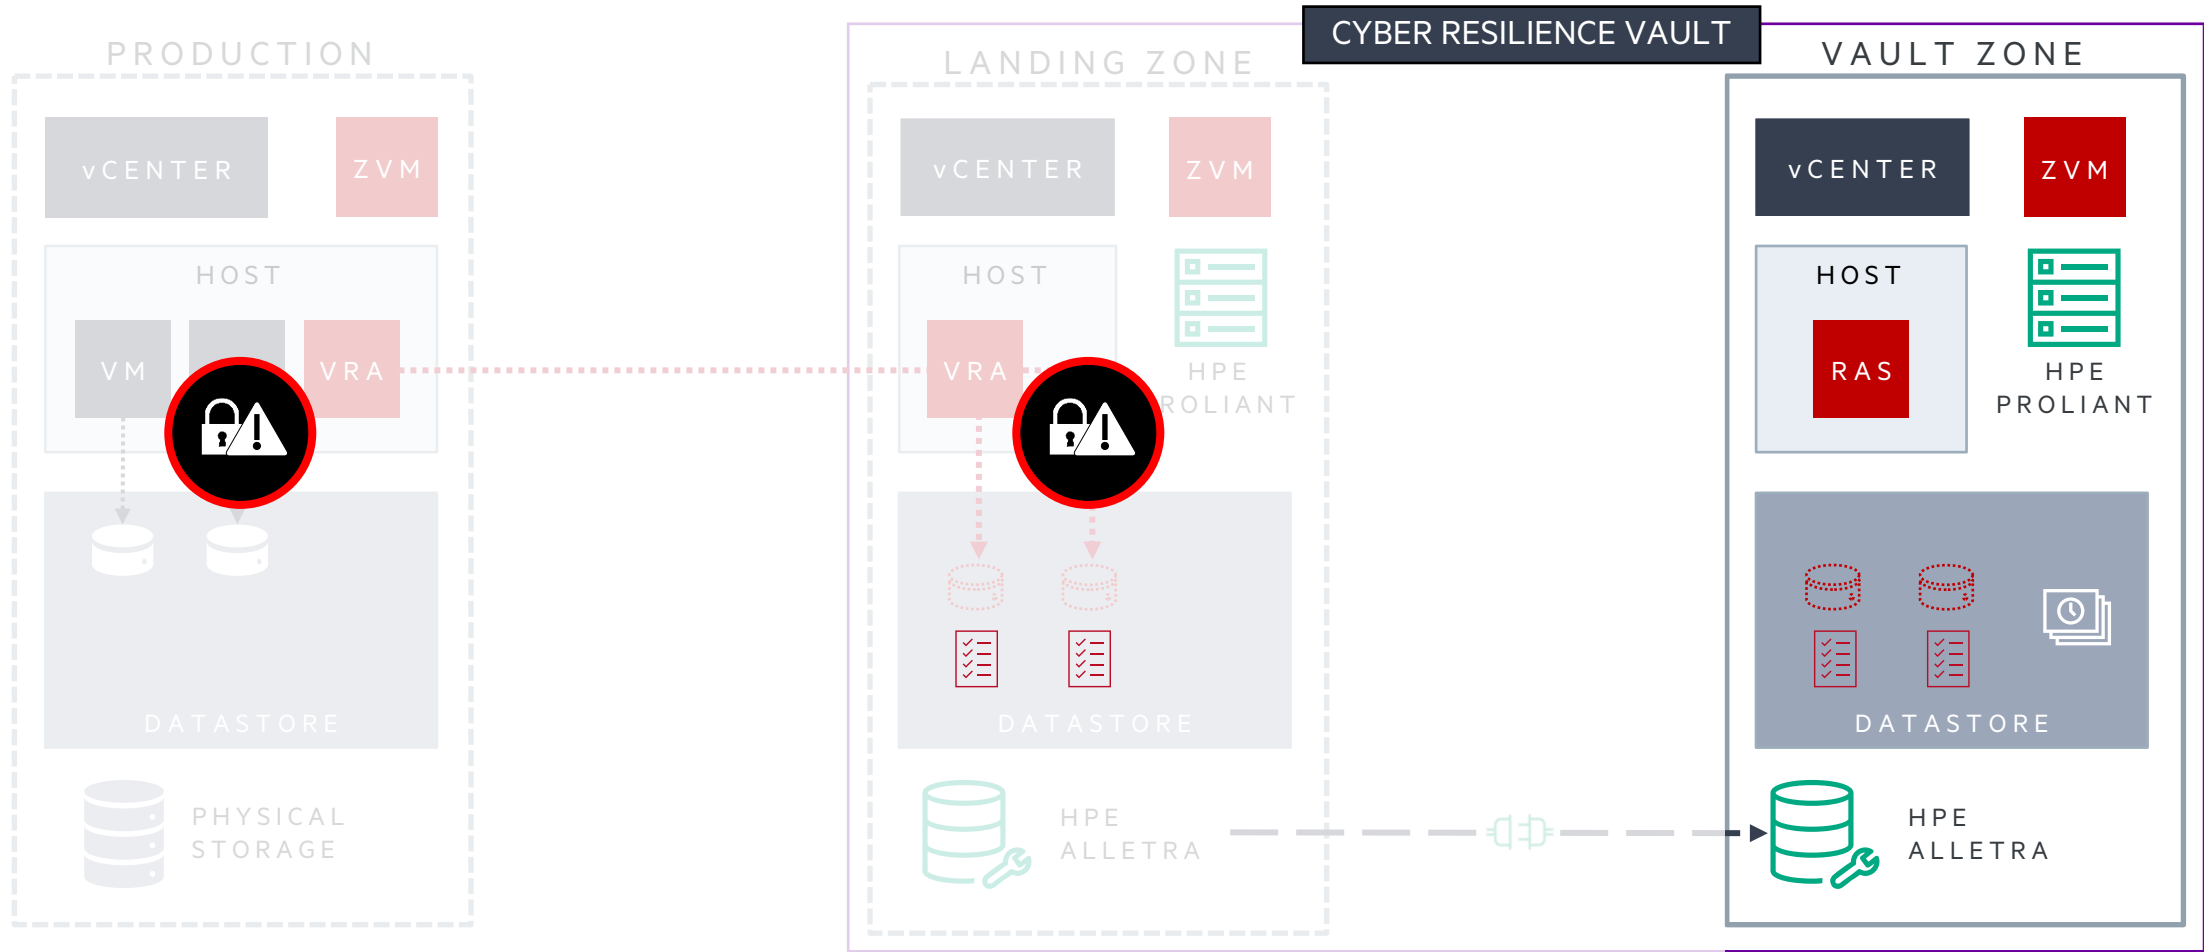 CYBER RESILIENCE VAULT
PRODUCTION
vCENTER
ZVM
HOST
VM
VRA
DATASTORE
PHYSICAL
STORAGE
LANDING ZONE
vCENTER
ZVM
HOST
VRA
HPE
ROLIANT
DATASTORE
HPE
ALLETRA
VAULT ZONE
vCENTER
ZVM
HOST
RAS
HPE
PROLIANT
DATASTORE
HPE
ALLETRA